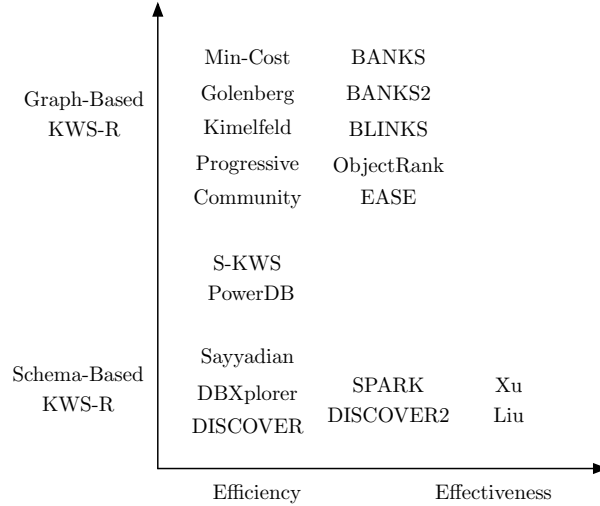 Min-Cost BANKS
Golenberg BANKS2
Graph-Based
KWS-R
Kimelfeld BLINKS
Progressive ObjectRank
Community EASE
S-KWS
PowerDB
Sayyadian
Schema-Based
KWS-R
DBXplorer SPARK Xu
DISCOVER DISCOVER2 Liu
Efficiency Effectiveness